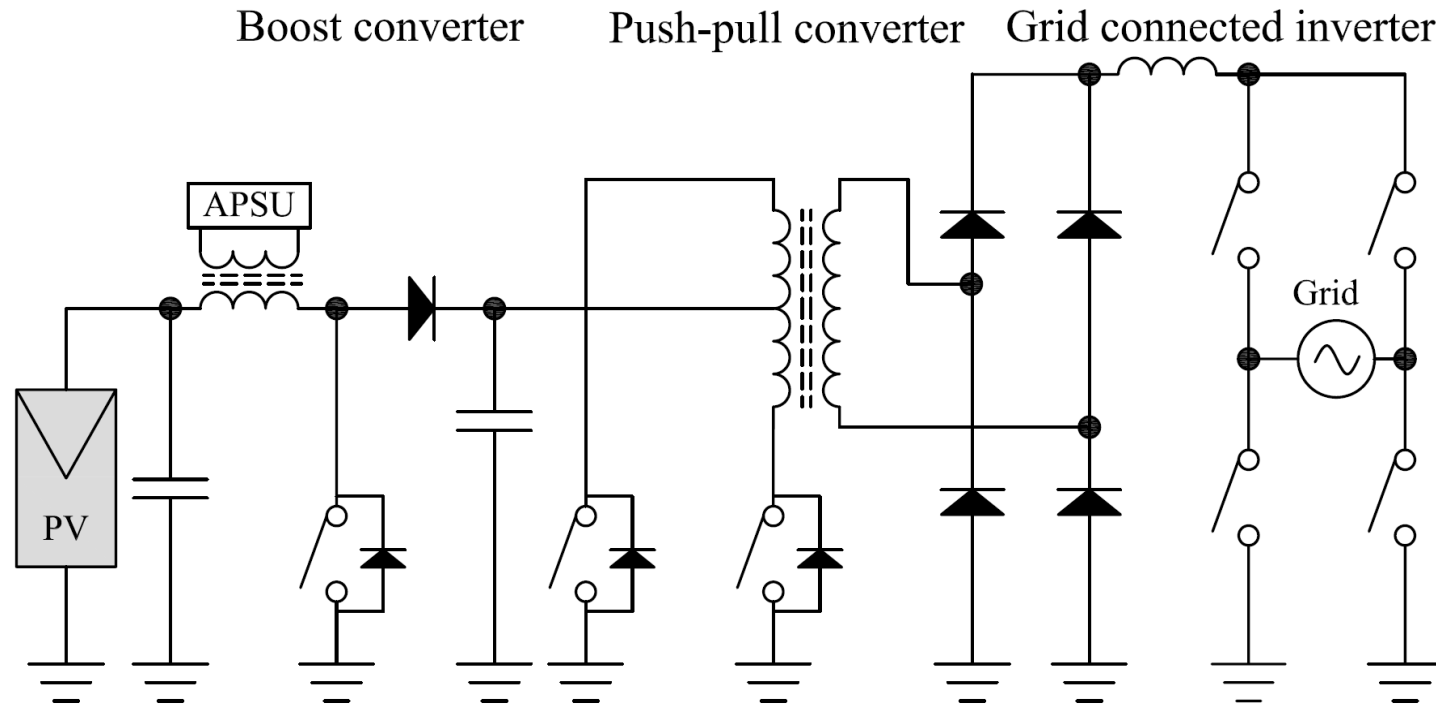 Boost converter
Push-pull converter
Grid connected inverter
APSU
Grid
PV